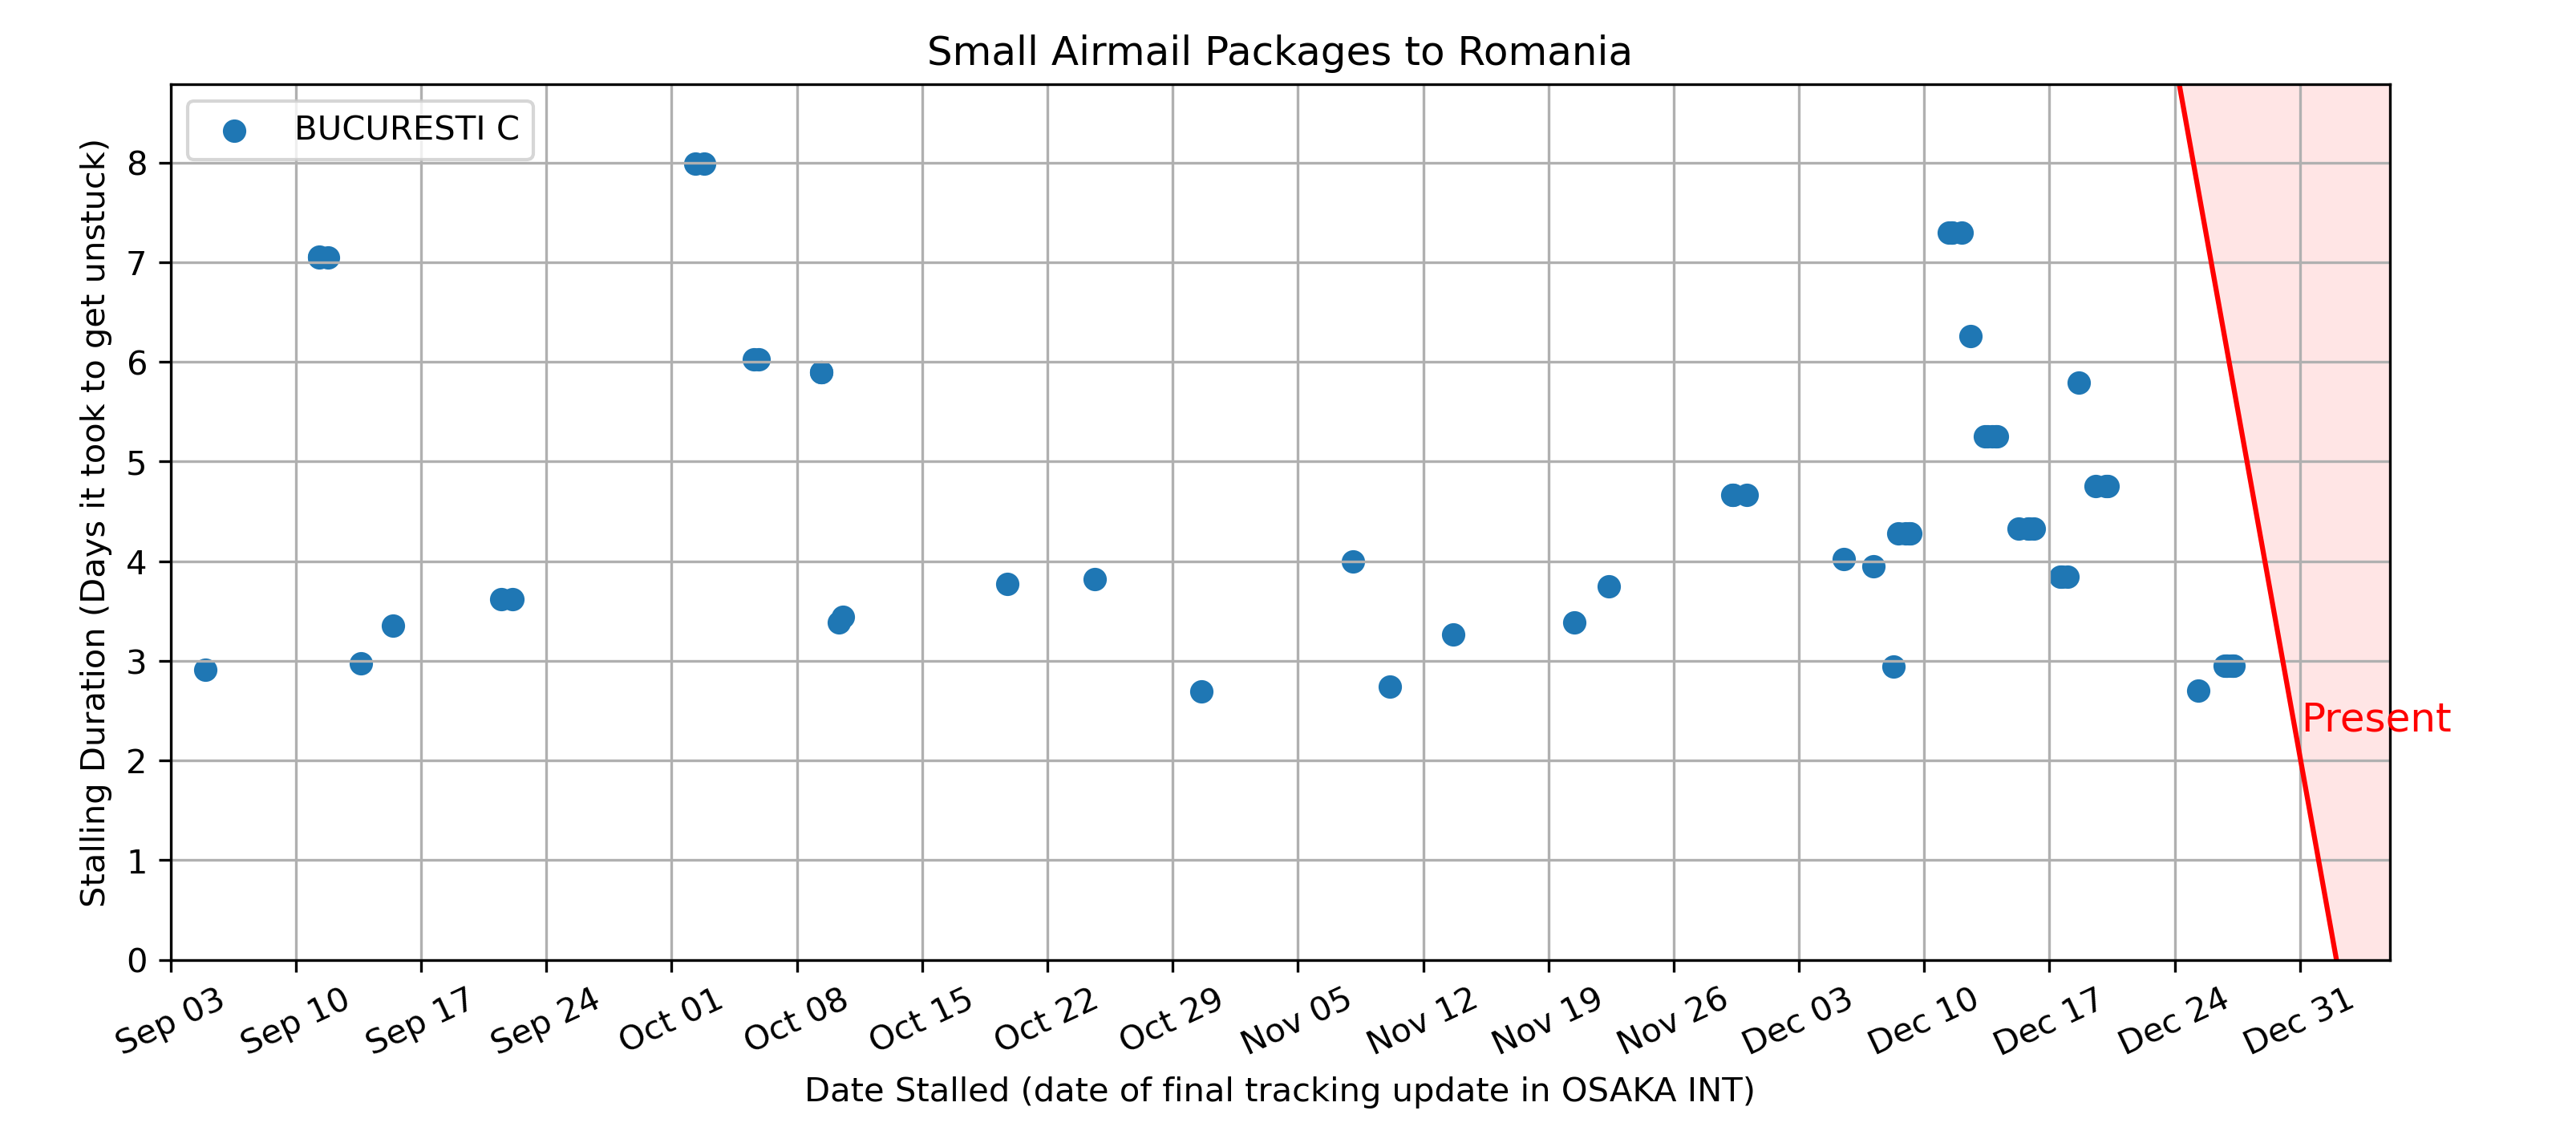 Small Airmail Packages to Romania
BUCURESTI C
Stalling Duration (Days it took to get unstuck)
8
7
6
5
4
3
2
1
0
Present
Sep 03
Sep 10
Sep 17
Sep 24
Oct 01
Oct 08
Oct 15
Oct 22
Oct 29
Nov 05
Nov 12
Nov 19
Nov 26
Dec 03
Dec 10
Dec 17
Dec 24
Dec 31
Date Stalled (date of final tracking update in OSAKA INT)